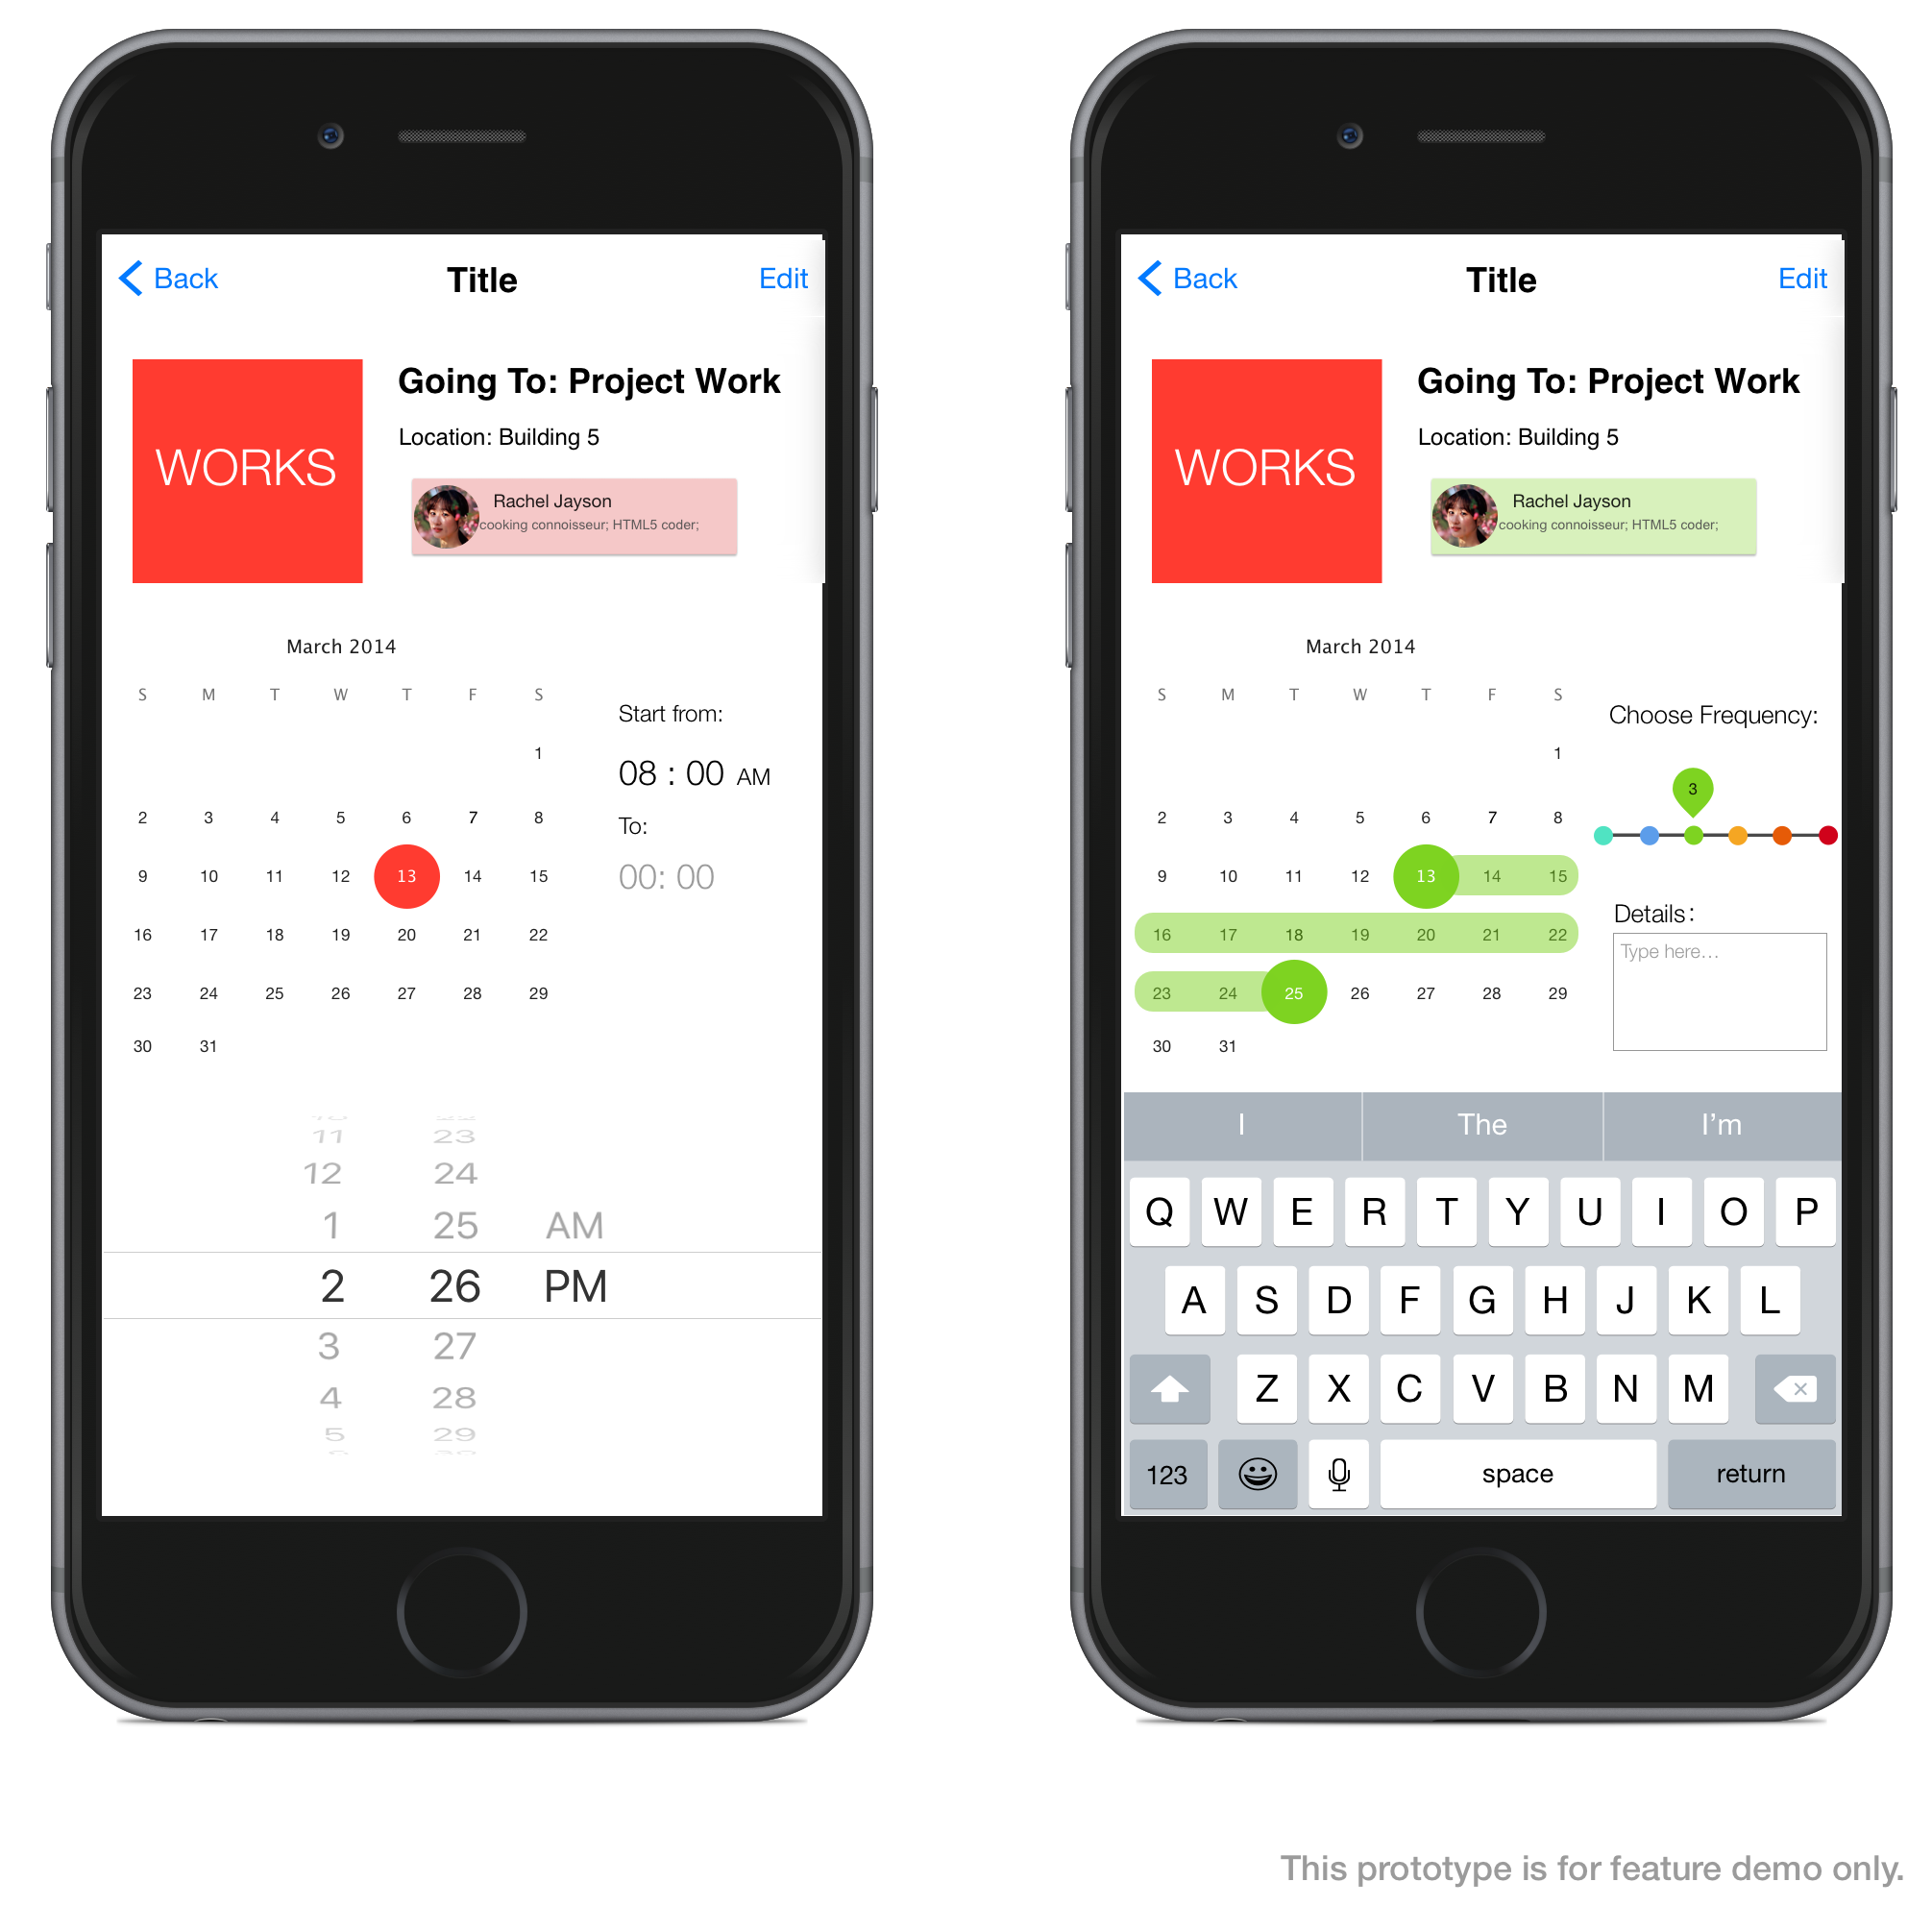 Back Title Edit
WORKS
Going To: Project Work
Location: Building 5
Rachel Jayson
cooking connoisseur; HTML5 coder;
March 2014
S M T W T F S
1
2 3 4 5 6 7 8
9 10 11 12 13 14 15
16 17 18 19 20 21 22
23 24 25 26 27 28 29
30 31
Start from:
08 : 00 AM
To:
00: 00
11 23
12 24
1 25 AM
2 26 PM
3 27
4 28
5 29
Back Title Edit
WORKS
Going To: Project Work
Location: Building 5
Rachel Jayson
cooking connoisseur; HTML5 coder;
March 2014
S M T W T F S
1
2 3 4 5 6 7 8
9 10 11 12 13 14 15
16 17 18 19 20 21 22
23 24 25 26 27 28 29
30 31
Choose Frequency:
3
Details:
Type here...
I The I'm
Q W E R T Y U I O P
A S D F G H J K L
Z X C V B N M
123 space return
This prototype is for feature demo only.